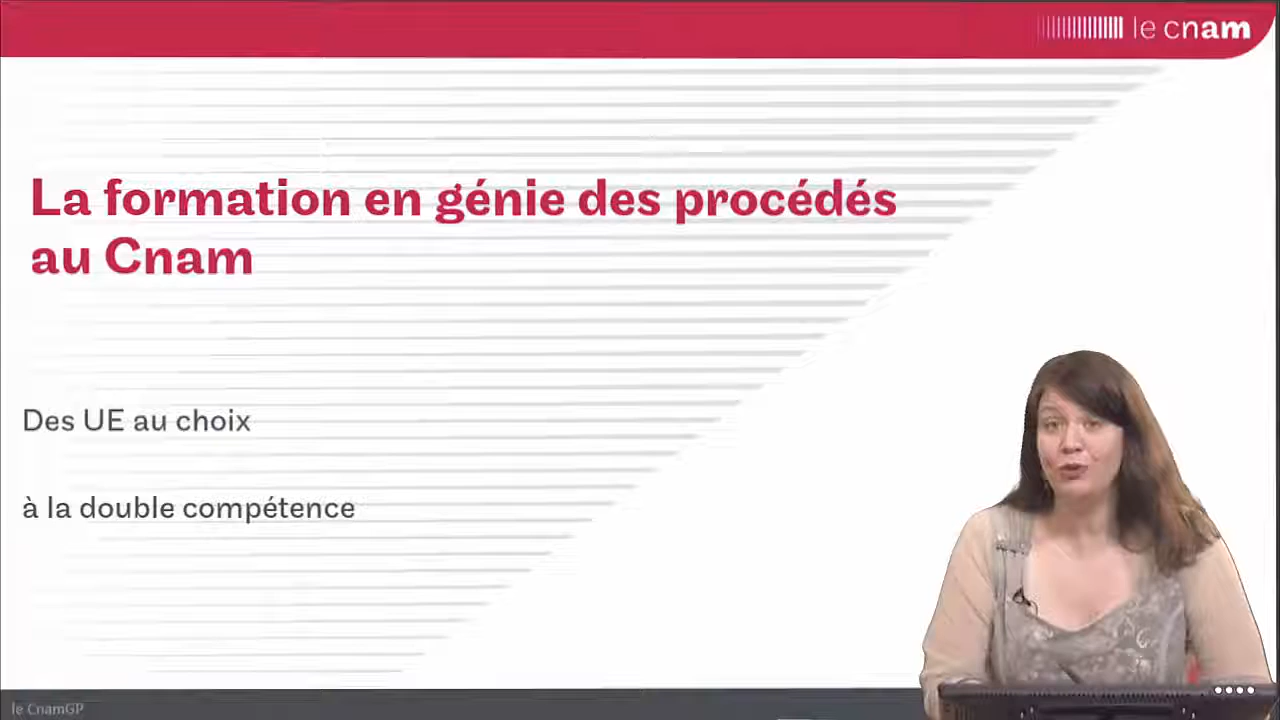 le cnam
La formation en génie des procédés
au Cnam
Des UE au choix
à la double compétence
le CnamGP